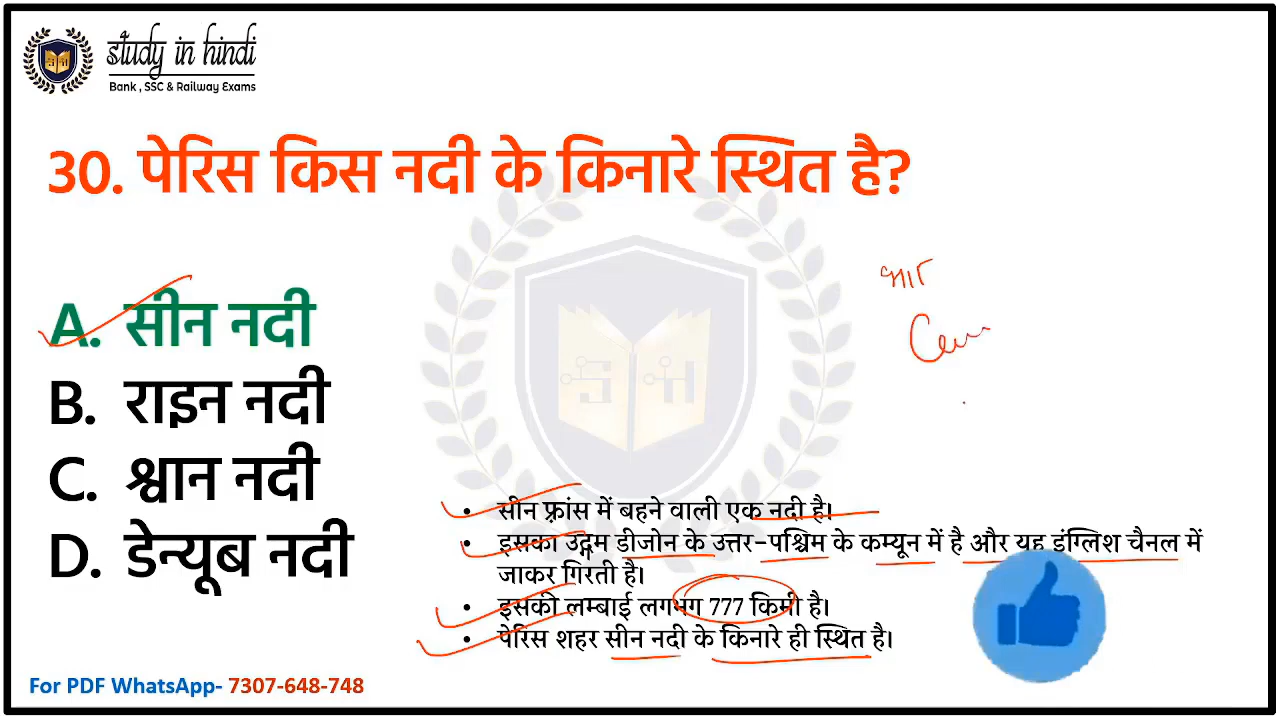 study in hindi
Bank , SSC & Railway Exams
30. पेरिस किस नदी के किनारे स्थित है?
A. सीन नदी
B. राइन नदी
C. श्वान नदी
D. डेन्यूब नदी
• सीन फ़्रांस में बहने वाली एक नदी है।
• इसका उद्गम डीजोन के उत्तर-पश्चिम के कम्यून में है और यह इंग्लिश चैनल में
जाकर गिरती है।
• इसकी लम्बाई लगभग 777 किमी है।
• पेरिस शहर सीन नदी के किनारे ही स्थित है।
For PDF WhatsApp- 7307-648-748